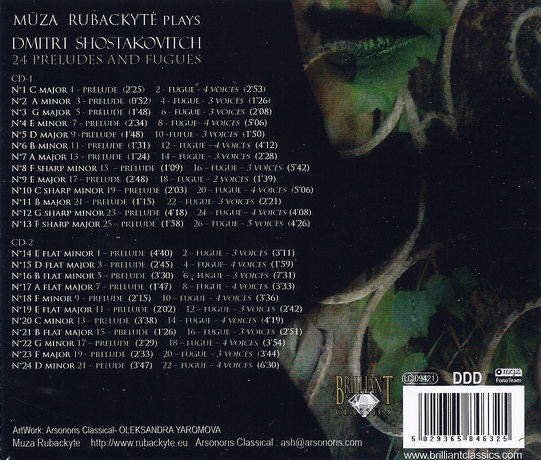 MŪZA RUBACKYTĖ PLAYS
DMITRI SHOSTAKOVITCH
24 PRELUDES AND FUGUES
CD-1
N°1 C MAJOR 1 - PRELUDE (2'25) 2 - FUGUE - 4 VOICES (2'53)
N°2 A MINOR 3 - PRELUDE (0'52) 4 - FUGUE - 3 VOICES (1'26)
N°3 G MAJOR 5 - PRELUDE (1'48) 6 - FUGUE - 3 VOICES (2'08)
N°4 E MINOR 7 - PRELUDE (2'34) 8 - FUGUE - 4 VOICES (5'06)
N°5 D MAJOR 9 - PRELUDE (1'48) 10 - FUFUE - 3 VOICES (1'50)
N°6 B MINOR 11 - PRELUDE (1'31) 12 - FUGUE - 4 VOICES (4'12)
N°7 A MAJOR 13 - PRELUDE (1'24) 14 - FUGUE - 3 VOICES (2'28)
N°8 F SHARP MINOR 15 - PRELUDE (1'09) 16 - FUGUE - 3 VOICES (5'42)
N°9 E MAJOR 17 - PRELUDE (2'48) 18 - FUGUE - 2 VOICES (1'39)
N°10 C SHARP MINOR 19 - PRELUDE (2'03) 20 - FUGUE - 4 VOICES (5'06)
N°11 B MAJOR 21 - PRELUDE (1'15) 22 - FUGUE - 3 VOICES (2'21)
N°12 G SHARP MINOR 23 - PRELUDE (4'18) 24 - FUGUE - 4 VOICES (4'08)
N°13 F SHARP MAJOR 25 - PRELUDE (1'58) 26 - FUGUE - 5 VOICES (4'26)
CD-2
N°14 E FLAT MINOR 1 - PRELUDE (4'40) 2 - FUGUE - 3 VOICES (3'11)
N°15 D FLAT MAJOR 3 - PRELUDE (2'45) 4 - FUGUE - 4 VOICES (1'59)
N°16 B FLAT MINOR 5 - PRELUDE (3'30) 6 - FUGUE - 3 VOICES (7'31)
N°17 A FLAT MAJOR 7 - PRELUDE (1'47) 8 - FUGUE - 4 VOICES (3'33)
N°18 F MINOR 9 - PRELUDE (2'15) 10 - FUGUE - 4 VOICES (3'36)
N°19 E FLAT MAJOR 11 - PRELUDE (2'02) 12 - FUGUE - 3 VOICES (2'42)
N°20 C MINOR 13 - PRELUDE (3'38) 14 - FUGUE - 4 VOICES (4'19)
N°21 B FLAT MAJOR 15 - PRELUDE (1'26) 16 - FUGUE - 3 VOICES (2'51)
N°22 G MINOR 17 - PRELUDE (2'29) 18 - FUGUE - 4 VOICES (3'54)
N°23 F MAJOR 19 - PRELUDE (2'33) 20 - FUGUE - 3 VOICES (3'44)
N°24 D MINOR 21 - PRELUDE (3'47) 22 - FUGUE - 4 VOICES (6'30)
BRILLIANT
CLASSICS
LC 09421
DDD
mcps
FonoTeam
5 029365 846325
www.brilliantclassics.com
ArtWork: Arsonoris Classical- OLEKSANDRA YAROMOVA
Muza Rubackyte http://www.rubackyte.eu Arsonoris Classical : ash@arsonoris.com